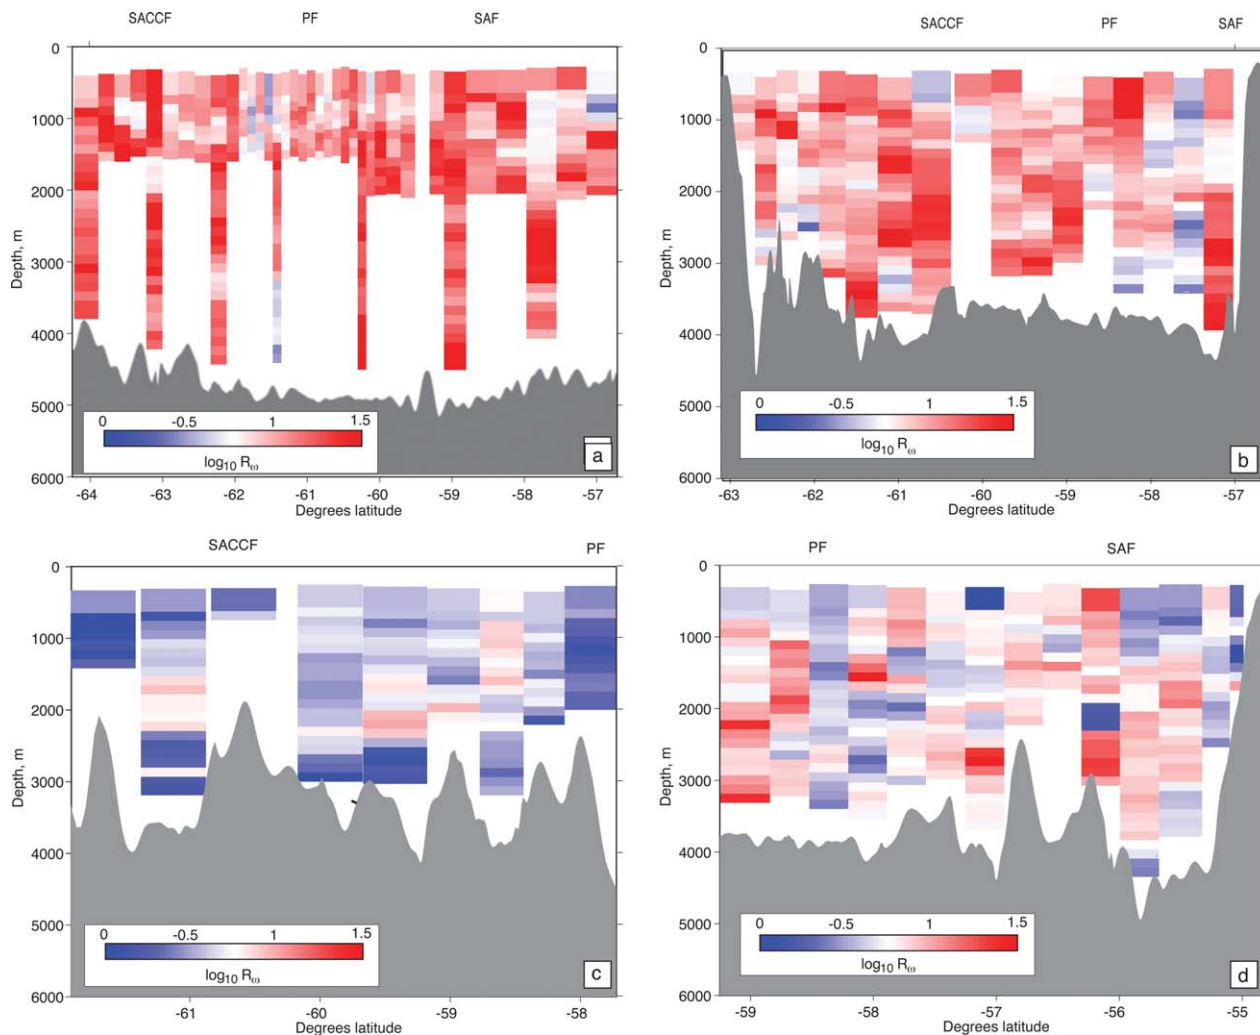 SACCF PF SAF
0
1000
2000
3000
4000
5000
6000
Depth, m
0 -0.5 1 1.5
log10 Rω
a
-64 -63 -62 -61 -60 -59 -58 -57
Degrees latitude
SACCF PF SAF
0
1000
2000
3000
4000
5000
6000
Depth, m
0 -0.5 1 1.5
log10 Rω
b
-63 -62 -61 -60 -59 -58 -57
Degrees latitude
SACCF PF
0
1000
2000
3000
4000
5000
6000
Depth, m
0 -0.5 1 1.5
log10 Rω
c
-61 -60 -59 -58
Degrees latitude
PF SAF
0
1000
2000
3000
4000
5000
6000
Depth, m
0 -0.5 1 1.5
log10 Rω
d
-59 -58 -57 -56 -55
Degrees latitude